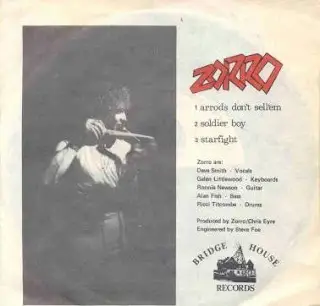 ZORRO
1 arrods don't sell'em
2 soldier boy
3 starfight
Zorro are:
Dave Smith - Vocals
Galen Littlewood - Keyboards
Ronnie Newson - Guitar
Alan Fish - Bass
Ricci Titcombe - Drums
Produced by Zorro/Chris Eyre
Engineered by Steve Foe
BRIDGE HOUSE
RECORDS